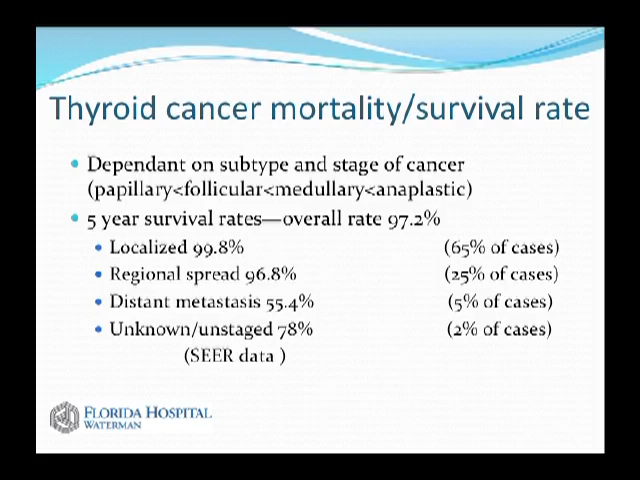 Thyroid cancer mortality/survival rate
Dependant on subtype and stage of cancer
(papillary<follicular<medullary<anaplastic)
5 year survival rates—overall rate 97.2%
Localized 99.8% (65% of cases)
Regional spread 96.8% (25% of cases)
Distant metastasis 55.4% (5% of cases)
Unknown/unstaged 78% (2% of cases)
(SEER data )
FLORIDA HOSPITAL
WATERMAN